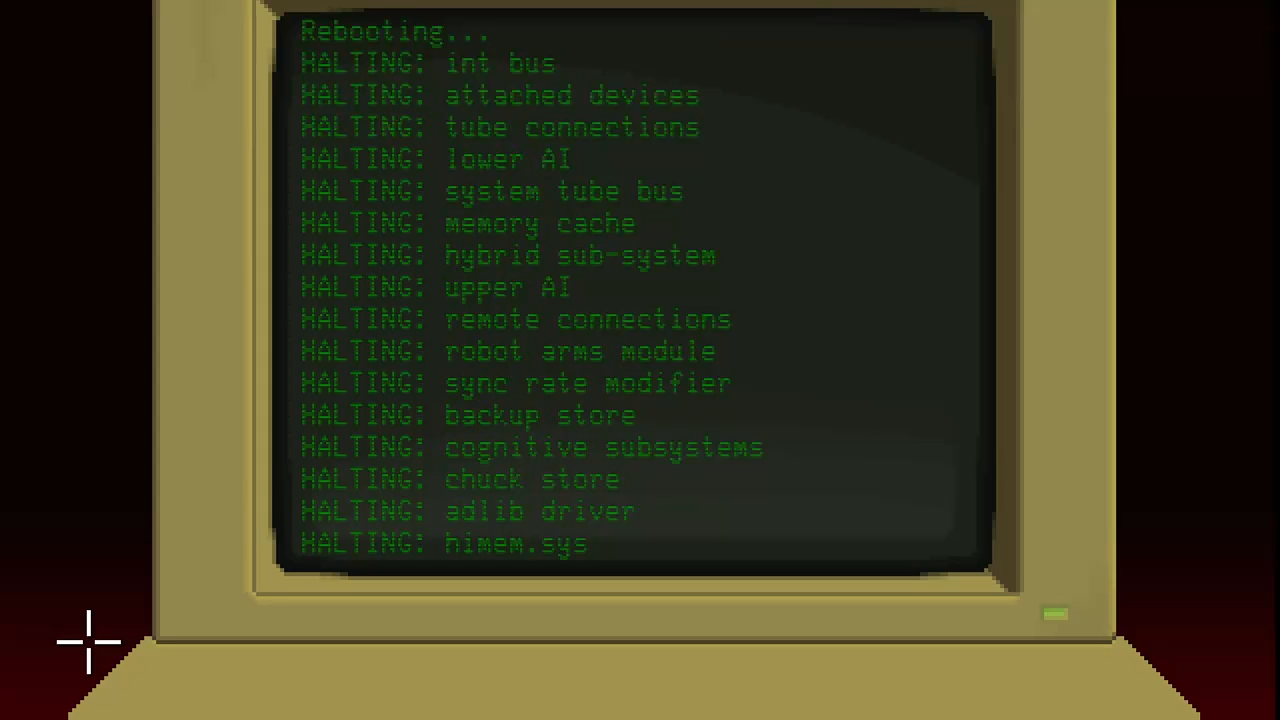 Rebooting...
HALTING: int bus
HALTING: attached devices
HALTING: tube connections
HALTING: lower AI
HALTING: system tube bus
HALTING: memory cache
HALTING: hybrid sub-system
HALTING: upper AI
HALTING: remote connections
HALTING: robot arms module
HALTING: sync rate modifier
HALTING: backup store
HALTING: cognitive subsystems
HALTING: chuck store
HALTING: adlib driver
HALTING: himem.sys